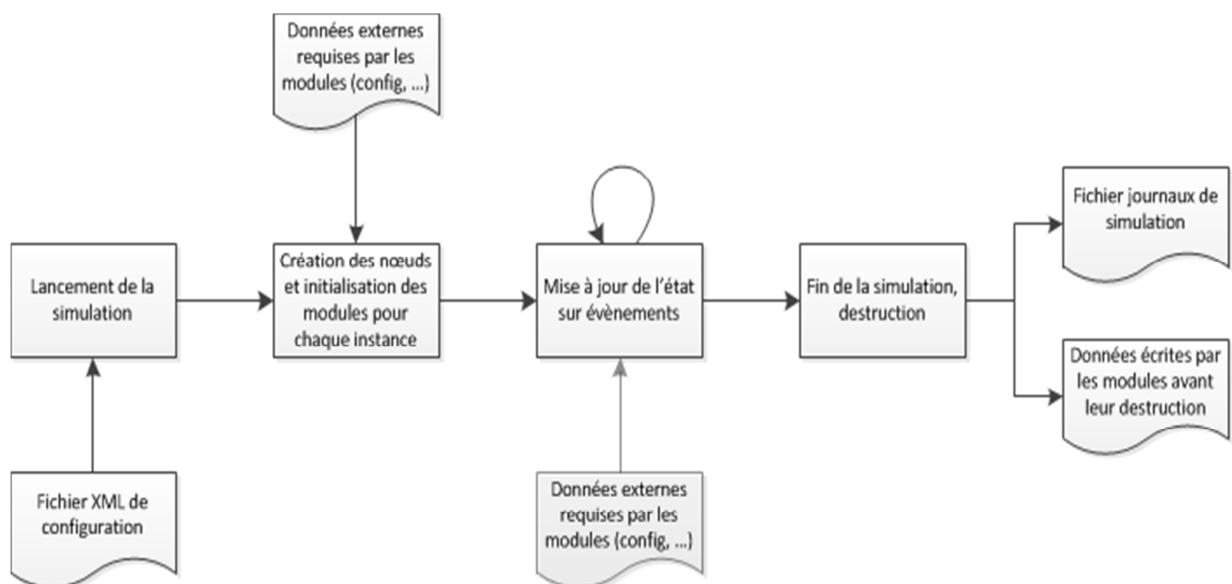 Données externes
requises par les
modules (config, ...)
Lancement de la
simulation
Création des nœuds
et initialisation des
modules pour
chaque instance
Mise à jour de l'état
sur évènements
Fin de la simulation,
destruction
Fichier journaux de
simulation
Données écrites par
les modules avant
leur destruction
Fichier XML de
configuration
Données externes
requises par les
modules (config, ...)